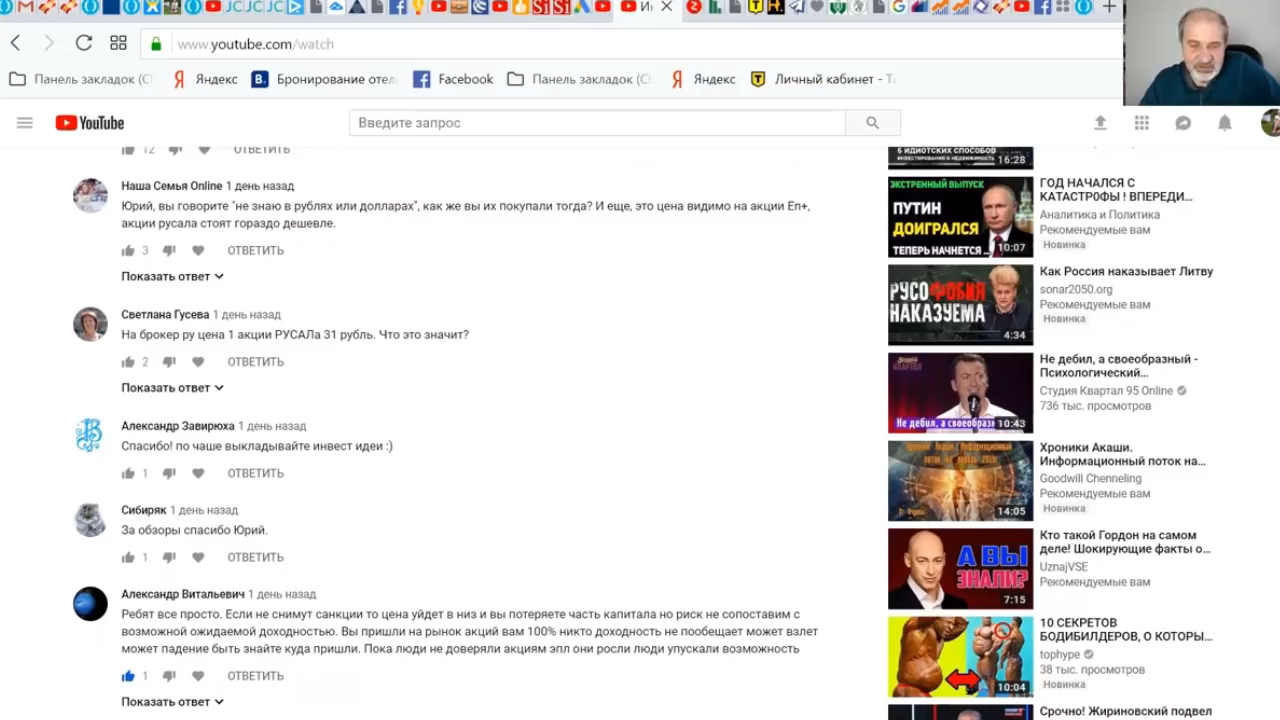 www.youtube.com/watch
Панель закладок (С
Яндекс
Бронирование отел
Facebook
Панель закладок (С
Яндекс
Личный кабинет - Т
YouTube
Введите запрос
12
ОТВЕТИТЬ
Наша Семья Online 1 день назад
Юрий, вы говорите "не знаю в рублях или долларах", как же вы их покупали тогда? И еще, это цена видимо на акции En+,
акции русала стоят гораздо дешевле.
3
ОТВЕТИТЬ
Показать ответ
Светлана Гусева 1 день назад
На брокер ру цена 1 акции РУСАЛа 31 рубль. Что это значит?
2
ОТВЕТИТЬ
Показать ответ
Александр Завирюха 1 день назад
Спасибо! по чаше выкладывайте инвест идеи :)
1
ОТВЕТИТЬ
Сибиряк 1 день назад
За обзоры спасибо Юрий.
1
ОТВЕТИТЬ
Александр Витальевич 1 день назад
Ребят все просто. Если не снимут санкции то цена уйдет в низ и вы потеряете часть капитала но риск не сопоставим с
возможной ожидаемой доходностью. Вы пришли на рынок акций вам 100% никто доходность не пообещает может взлет
может падение быть знайте куда пришли. Пока люди не доверяли акциям эпл они росли люди упускали возможность
1
ОТВЕТИТЬ
Показать ответ
6 ИДИОТСКИХ СПОСОБОВ
ИНВЕСТИРОВАНИЯ В НЕДВИЖИМОСТЬ
16:28
ЭКСТРЕННЫЙ ВЫПУСК
ПУТИН
ДОИГРАЛСЯ
ТЕПЕРЬ НАЧНЕТСЯ...
10:07
ГОД НАЧАЛСЯ С
КАТАСТРОФЫ ! ВПЕРЕДИ...
Аналитика и Политика
Рекомендуемые вам
Новинка
РУСОФОБИЯ
НАКАЗУЕМА
4:34
Как Россия наказывает Литву
sonar2050.org
Рекомендуемые вам
Новинка
КВАРТАЛ
Не дебил, а своеобразн
10:43
Не дебил, а своеобразный -
Психологический...
Студия Квартал 95 Online
736 тыс. просмотров
14:05
Хроники Акаши.
Информационный поток на...
Goodwill Chenneling
Рекомендуемые вам
Новинка
А ВЫ
ЗНАЛИ?
7:15
Кто такой Гордон на самом
деле! Шокирующие факты о...
UznajVSE
Рекомендуемые вам
10:04
10 СЕКРЕТОВ
БОДИБИЛДЕРОВ, О КОТОРЫ...
tophype
38 тыс. просмотров
Новинка
Срочно! Жириновский подвел